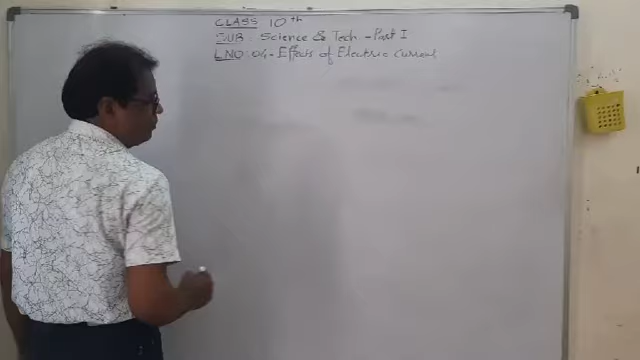 CLASS 10th
SUB : Science & Tech - Part I
L.NO : 04 - Effects of Electric Current